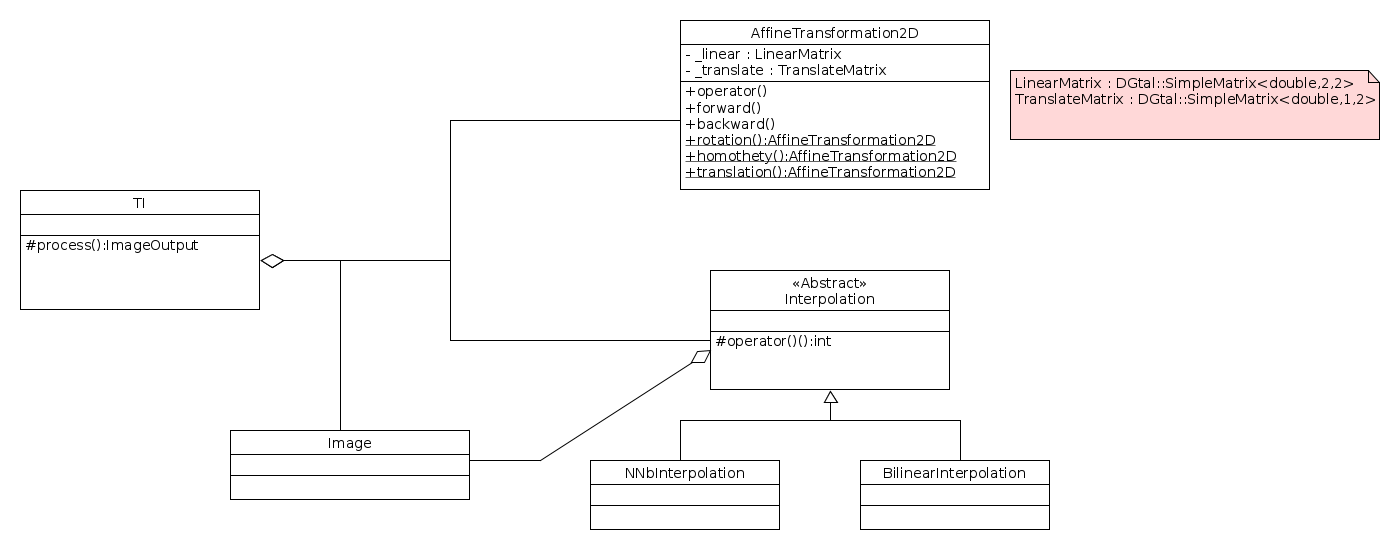 AffineTransformation2D
- _linear : LinearMatrix
- _translate : TranslateMatrix
+operator()
+forward()
+backward()
+rotation():AffineTransformation2D
+homothety():AffineTransformation2D
+translation():AffineTransformation2D
LinearMatrix : DGtal::SimpleMatrix<double,2,2>
TranslateMatrix : DGtal::SimpleMatrix<double,1,2>
TI
#process():ImageOutput
«Abstract»
Interpolation
#operator()():int
Image
NNbInterpolation
BilinearInterpolation